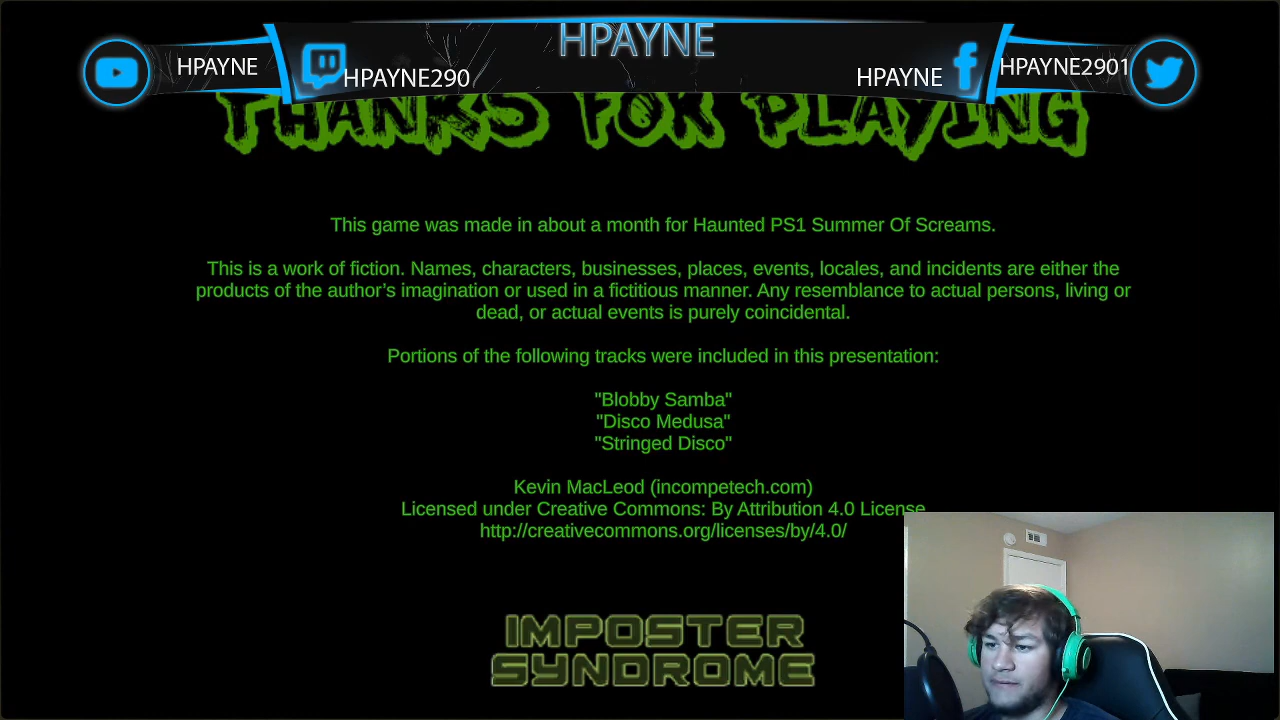 HPAYNE
HPAYNE
HPAYNE290
HPAYNE
HPAYNE2901
THANKS FOR PLAYING
This game was made in about a month for Haunted PS1 Summer Of Screams.
This is a work of fiction. Names, characters, businesses, places, events, locales, and incidents are either the
products of the author’s imagination or used in a fictitious manner. Any resemblance to actual persons, living or
dead, or actual events is purely coincidental.
Portions of the following tracks were included in this presentation:
"Blobby Samba"
"Disco Medusa"
"Stringed Disco"
Kevin MacLeod (incompetech.com)
Licensed under Creative Commons: By Attribution 4.0 License
http://creativecommons.org/licenses/by/4.0/
IMPOSTER
SYNDROME